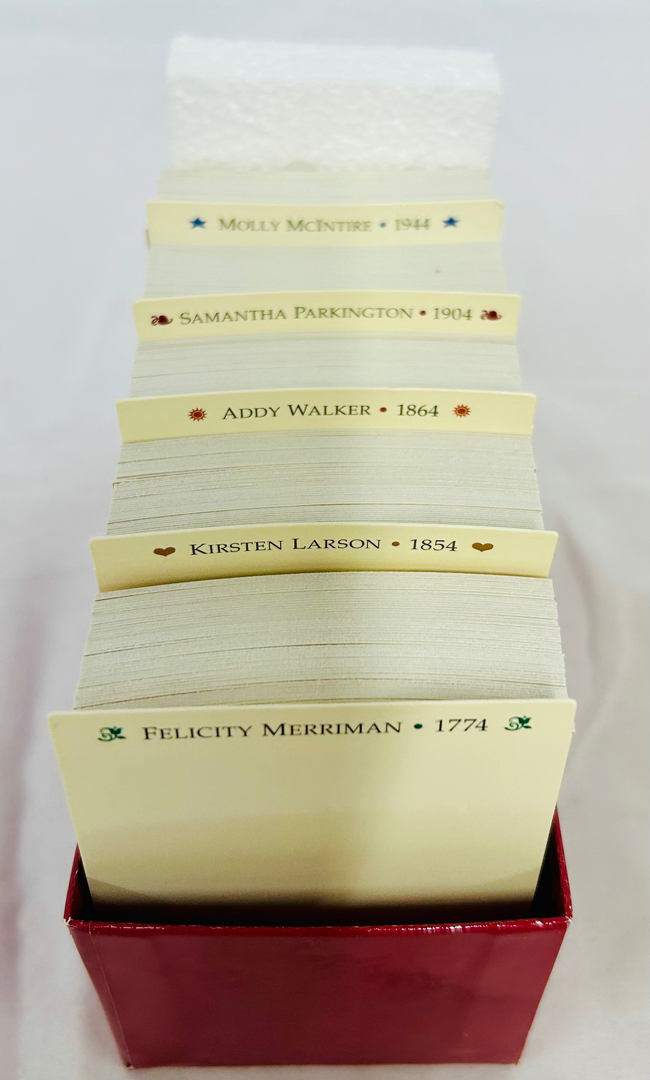 MOLLY MCINTIRE • 1944
SAMANTHA PARKINGTON • 1904
ADDY WALKER • 1864
KIRSTEN LARSON • 1854
FELICITY MERRIMAN • 1774